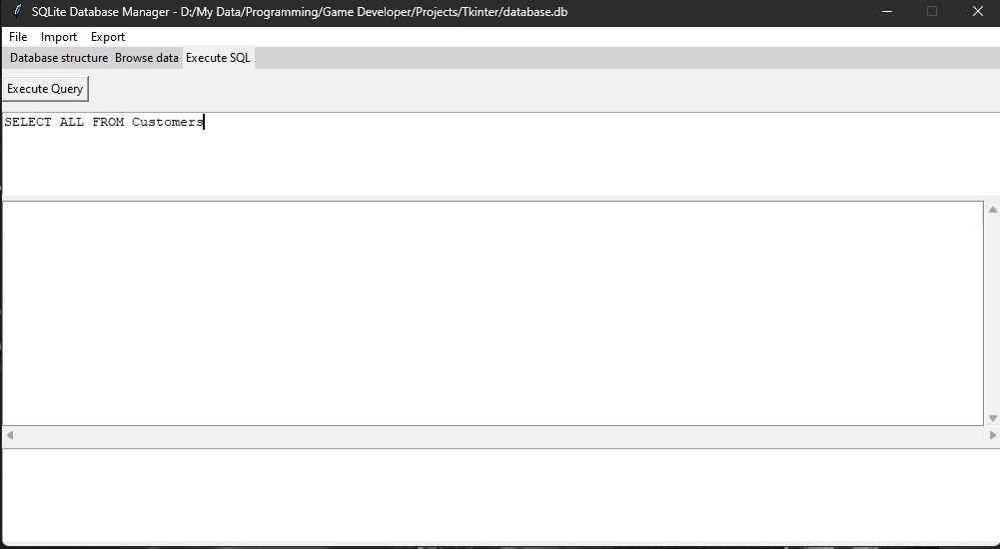 SQLite Database Manager - D:/My Data/Programming/Game Developer/Projects/Tkinter/database.db
File Import Export
Database structure Browse data Execute SQL
Execute Query
SELECT ALL FROM Customers